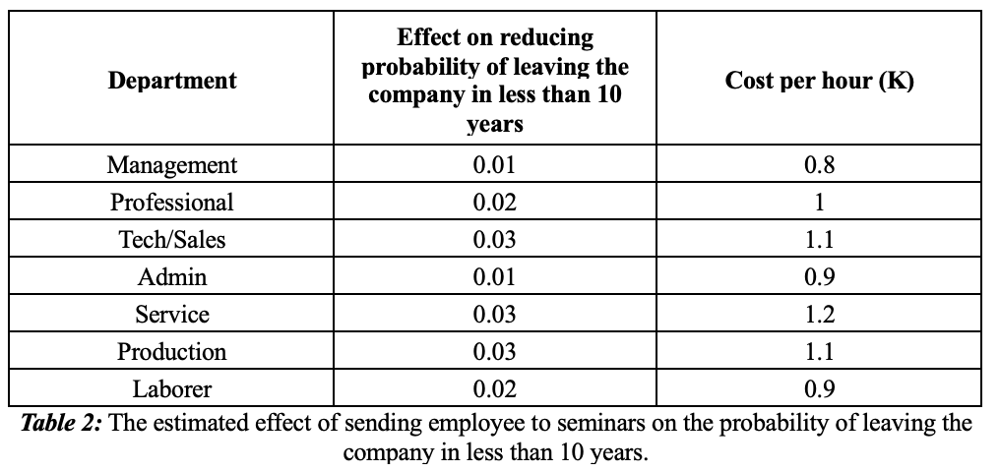 Department
Effect on reducing
probability of leaving the
company in less than 10
years
Cost per hour (K)
Management 0.01 0.8
Professional 0.02 1
Tech/Sales 0.03 1.1
Admin 0.01 0.9
Service 0.03 1.2
Production 0.03 1.1
Laborer 0.02 0.9
Table 2: The estimated effect of sending employee to seminars on the probability of leaving the
company in less than 10 years.